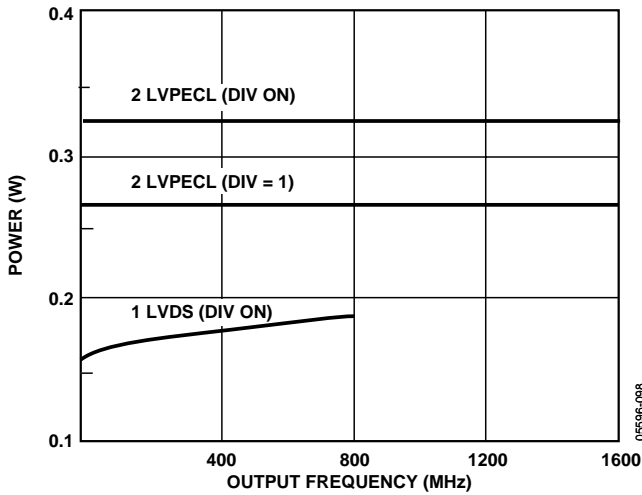 0.4
2 LVPECL (DIV ON)
0.3
2 LVPECL (DIV = 1)
POWER (W)
0.2
1 LVDS (DIV ON)
0.1
400
800
1200
1600
OUTPUT FREQUENCY (MHz)
05596-098